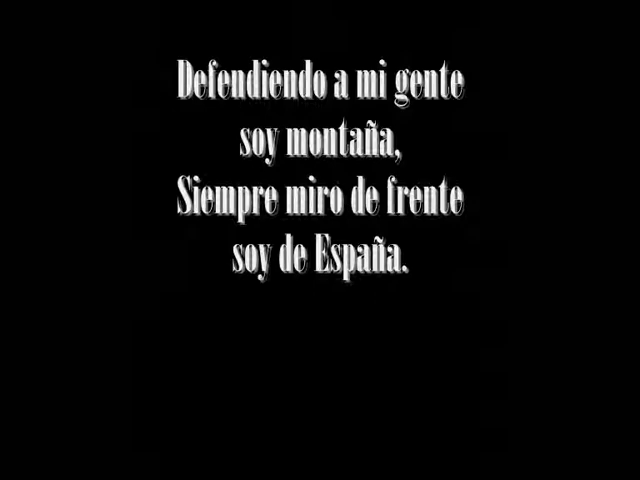 Defendiendo a mi gente
soy montaña,
Siempre miro de frente
soy de España.